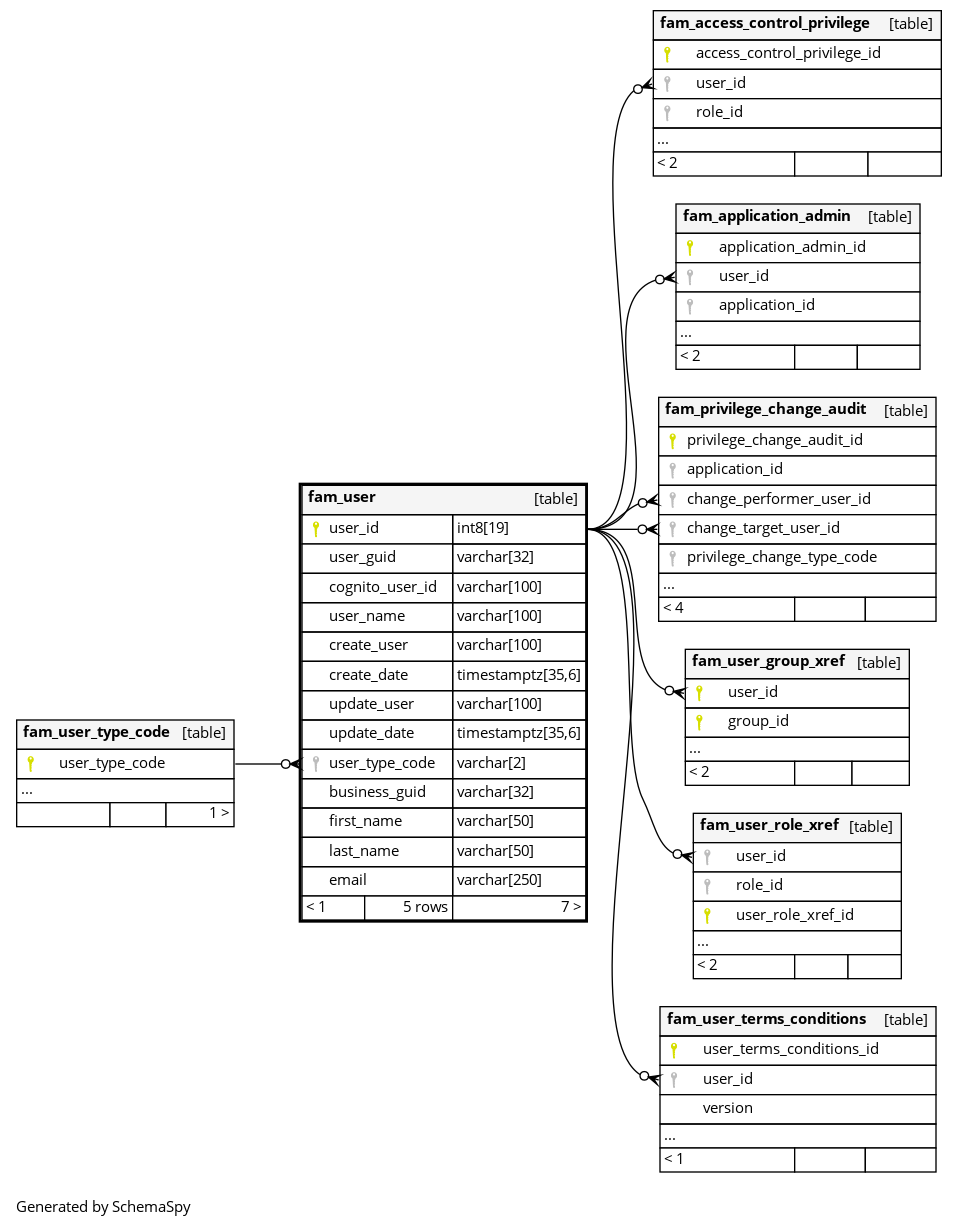 fam_access_control_privilege [table]
access_control_privilege_id
user_id
role_id
...
< 2
fam_application_admin [table]
application_admin_id
user_id
application_id
...
< 2
fam_privilege_change_audit [table]
privilege_change_audit_id
application_id
change_performer_user_id
change_target_user_id
privilege_change_type_code
...
< 4
fam_user [table]
user_id int8[19]
user_guid varchar[32]
cognito_user_id varchar[100]
user_name varchar[100]
create_user varchar[100]
create_date timestamptz[35,6]
update_user varchar[100]
update_date timestamptz[35,6]
user_type_code varchar[2]
business_guid varchar[32]
first_name varchar[50]
last_name varchar[50]
email varchar[250]
< 1 5 rows 7 >
fam_user_type_code [table]
user_type_code
...
1 >
fam_user_group_xref [table]
user_id
group_id
...
< 2
fam_user_role_xref [table]
user_id
role_id
user_role_xref_id
...
< 2
fam_user_terms_conditions [table]
user_terms_conditions_id
user_id
version
...
< 1
Generated by SchemaSpy